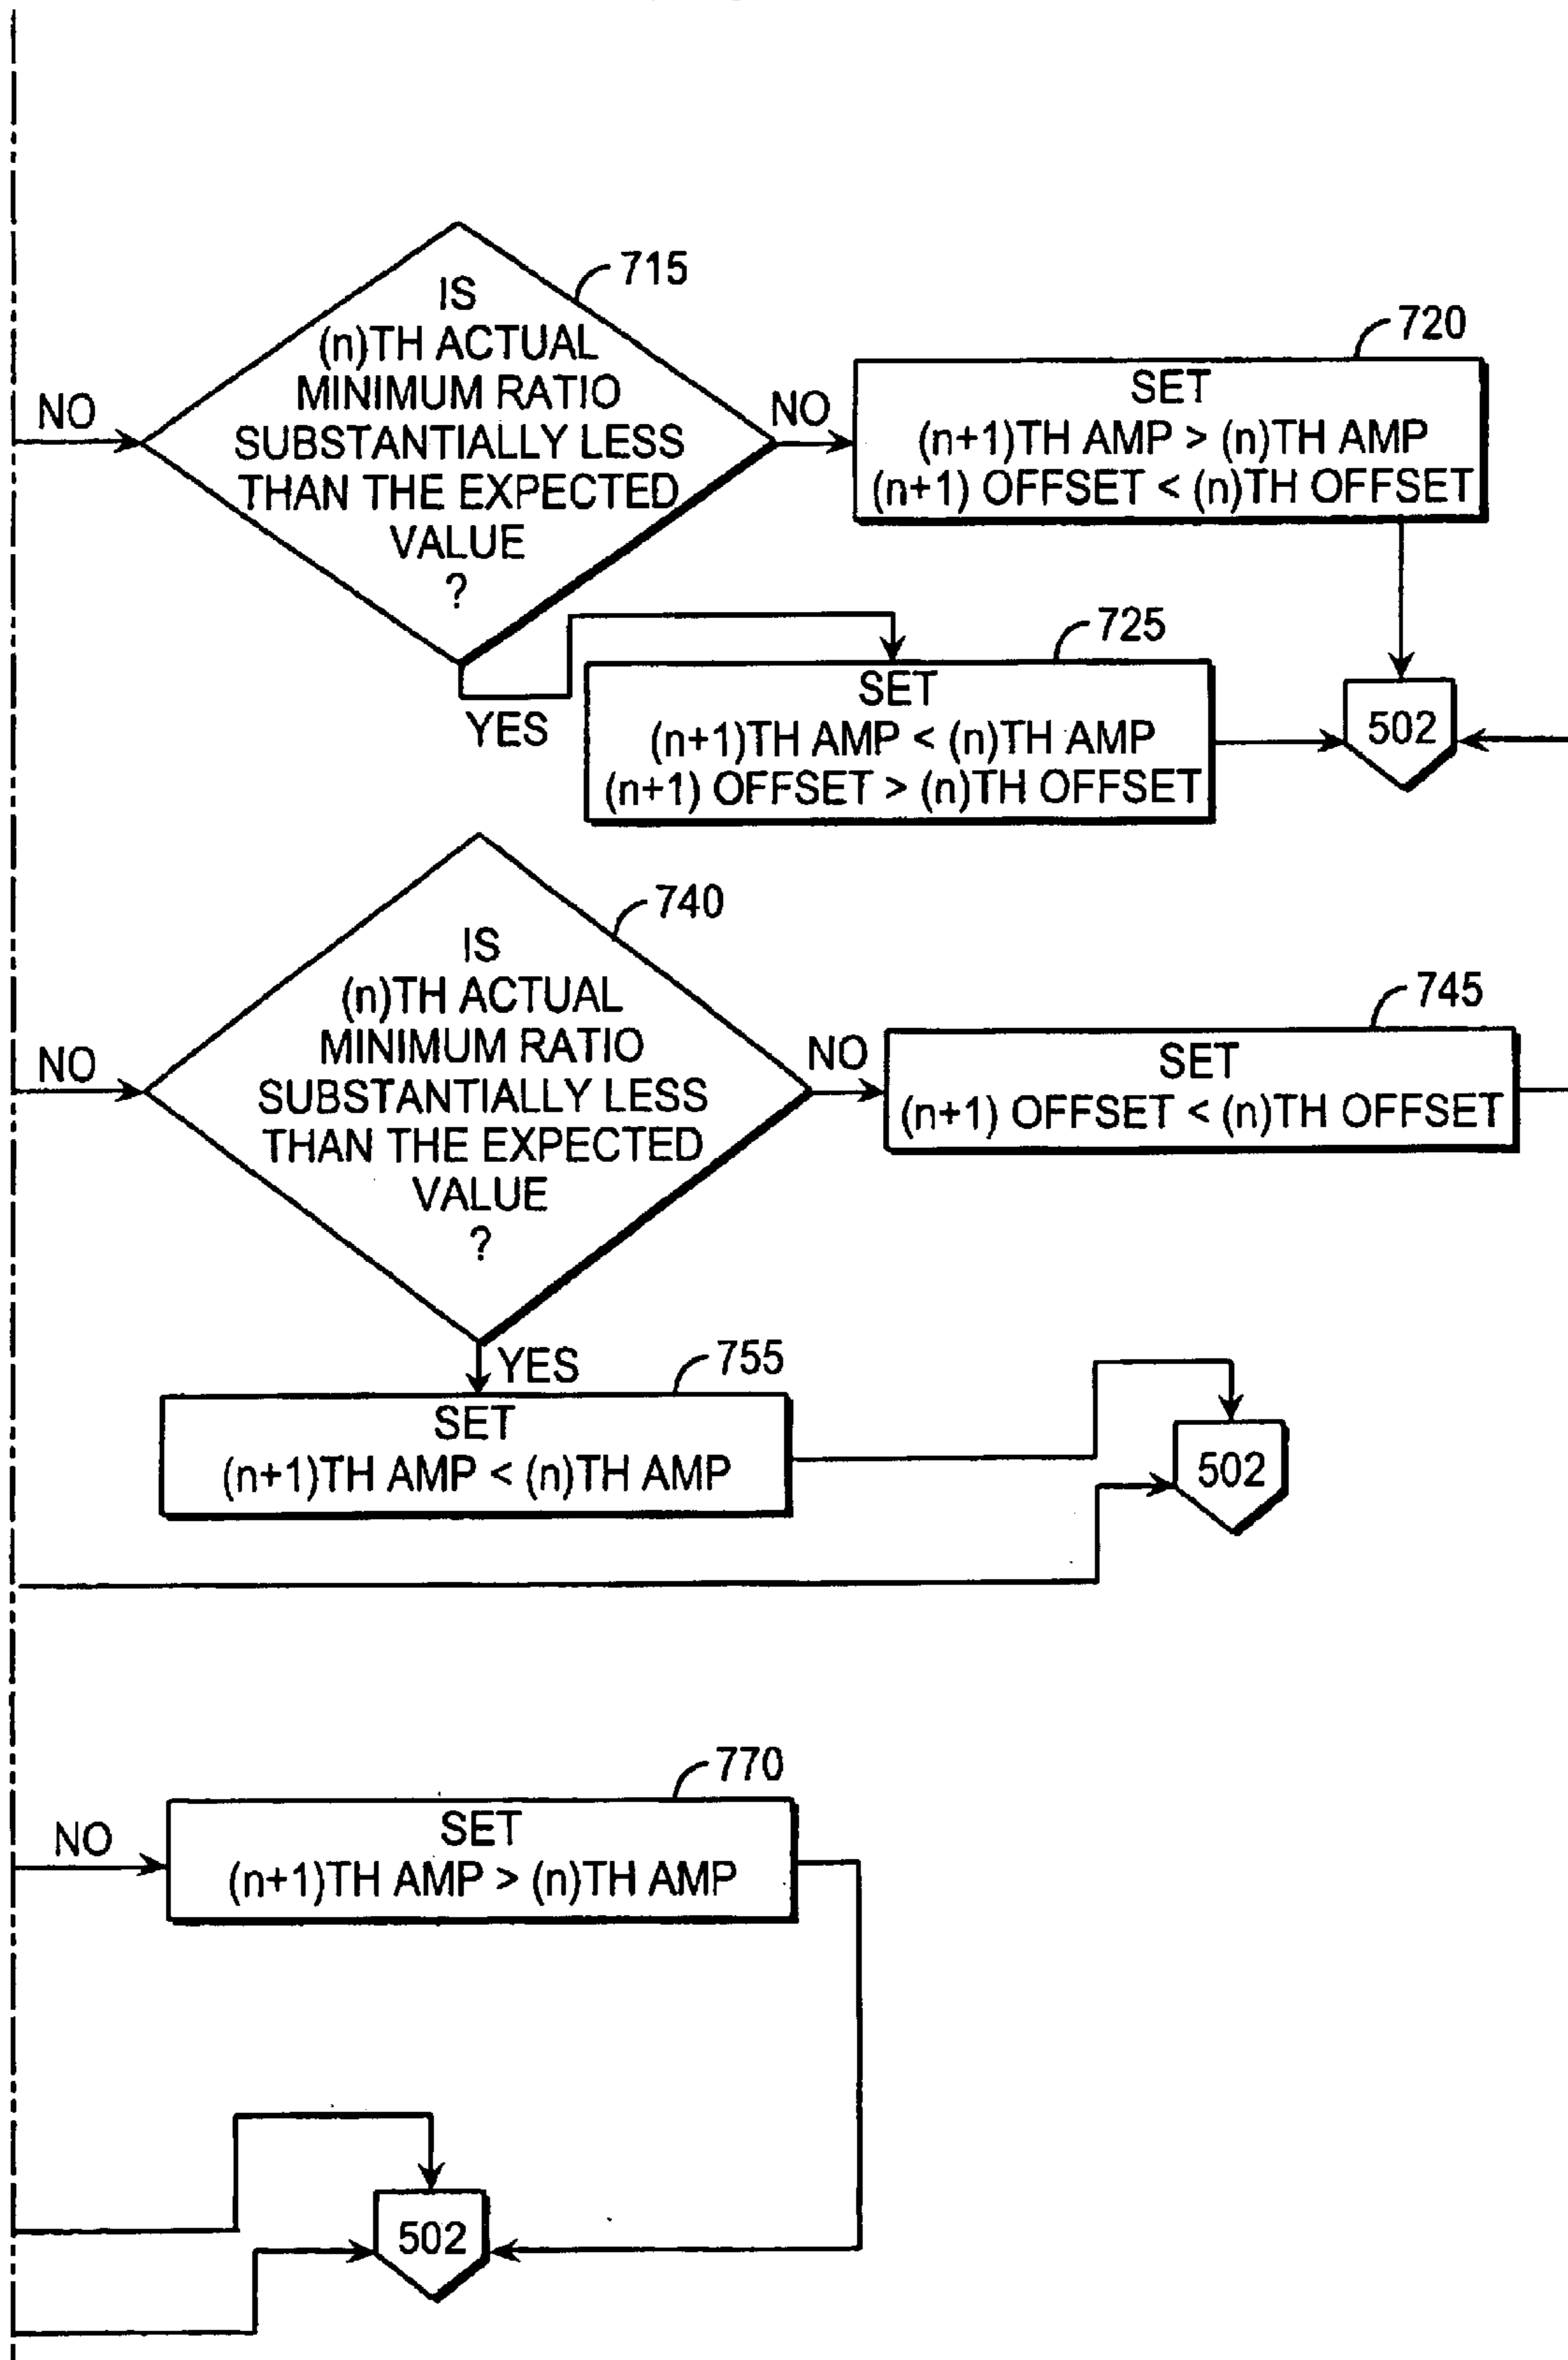 715
IS
(n)TH ACTUAL
MINIMUM RATIO
SUBSTANTIALLY LESS
THAN THE EXPECTED
VALUE
?
NO
NO
720
SET
(n+1)TH AMP > (n)TH AMP
(n+1) OFFSET < (n)TH OFFSET
YES
725
SET
(n+1)TH AMP < (n)TH AMP
(n+1) OFFSET > (n)TH OFFSET
502
740
IS
(n)TH ACTUAL
MINIMUM RATIO
SUBSTANTIALLY LESS
THAN THE EXPECTED
VALUE
?
NO
NO
745
SET
(n+1) OFFSET < (n)TH OFFSET
YES
755
SET
(n+1)TH AMP < (n)TH AMP
502
NO
770
SET
(n+1)TH AMP > (n)TH AMP
502